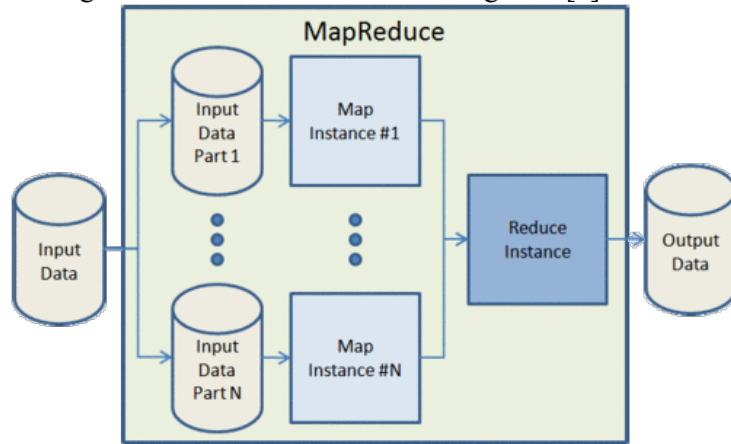 MapReduce
Input
Data
Part 1
Map
Instance #1
Input
Data
Reduce
Instance
Output
Data
Input
Data
Part N
Map
Instance #N